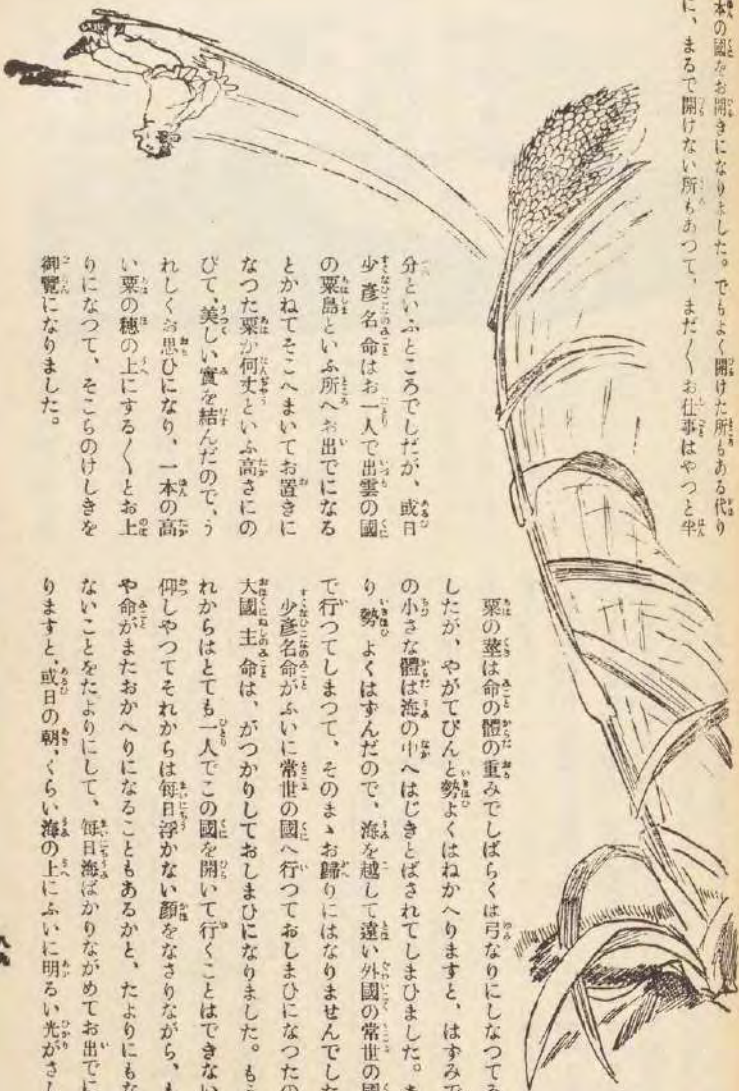 本の國をお開きになりました。でもよく開けた所もある代り
に、まるで開けない所もあつて、まだ〳〵お仕事はやつと半
分といふところでしだが、或日
少彦名命はお一人で出雲の國
の粟島といふ所へお出でになる
とかねてそこへまいてお置きに
なつた粟が何丈といふ高さにの
びて、美しい實を結んだので、う
れしくお思ひになり、一本の高
い粟の穂の上にする〳〵とお上
りになつて、そこらのけしきを
御覽になりました。
粟の莖は命の體の重みでしばらくは弓なりにしなつてゐ
したが、やがてぴんと勢よくはねかへりますと、はずみで
の小さな體は海の中へはじきとばされてしまひました。
り勢よくはずんだので、海を越して遠い外國の常世の國
で行つてしまつて、そのまゝお歸りにはなりませんでした
少彦名命がふいに常世の國へ行つておしまひになつたの
大國主命は、がつかりしておしまひになりました。も
れからはとても一人でこの國を開いて行くことはできない
仰しやつてそれからは每日浮かない顔をなさりながら、も
や命がまたおかへりになることもあるかと、たよりにもな
ないことをたよりにして、每日海ばかりながめてお出でに
りますと、或日の朝、くらい海の上にふいに明るい光がさし